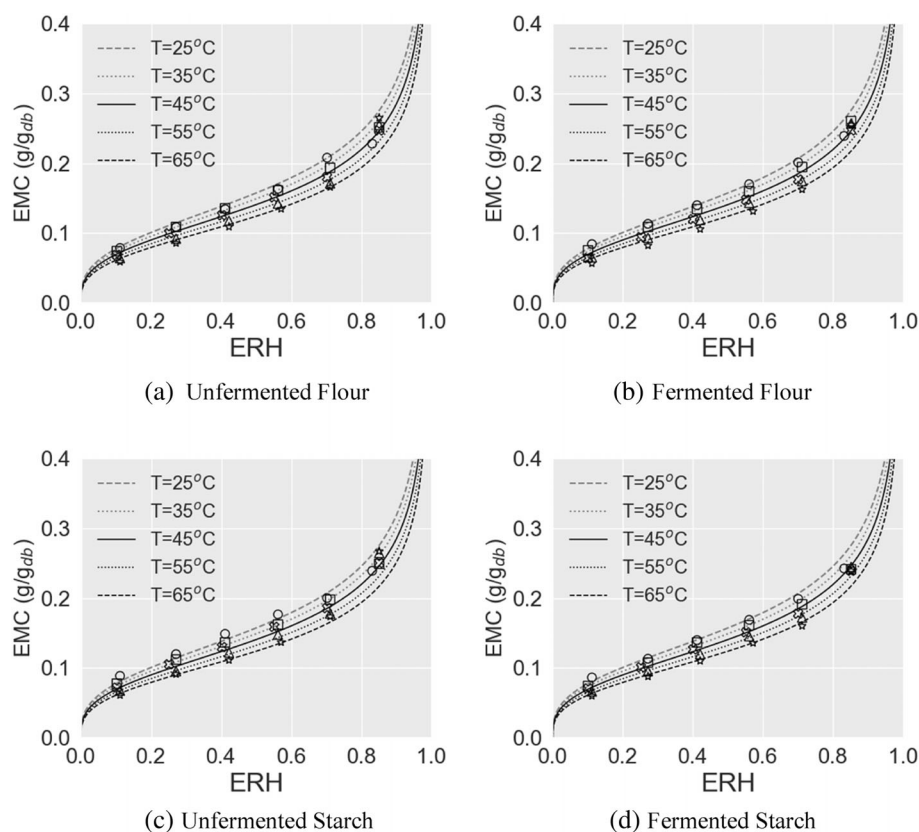 0.4 0.3 0.2 0.1 0.0
EMC (g/g_db)
T=25°C
T=35°C
T=45°C
T=55°C
T=65°C
0.0 0.2 0.4 0.6 0.8 1.0
ERH
(a) Unfermented Flour
0.4 0.3 0.2 0.1 0.0
EMC (g/g_db)
T=25°C
T=35°C
T=45°C
T=55°C
T=65°C
0.0 0.2 0.4 0.6 0.8 1.0
ERH
(b) Fermented Flour
0.4 0.3 0.2 0.1 0.0
EMC (g/g_db)
T=25°C
T=35°C
T=45°C
T=55°C
T=65°C
0.0 0.2 0.4 0.6 0.8 1.0
ERH
(c) Unfermented Starch
0.4 0.3 0.2 0.1 0.0
EMC (g/g_db)
T=25°C
T=35°C
T=45°C
T=55°C
T=65°C
0.0 0.2 0.4 0.6 0.8 1.0
ERH
(d) Fermented Starch